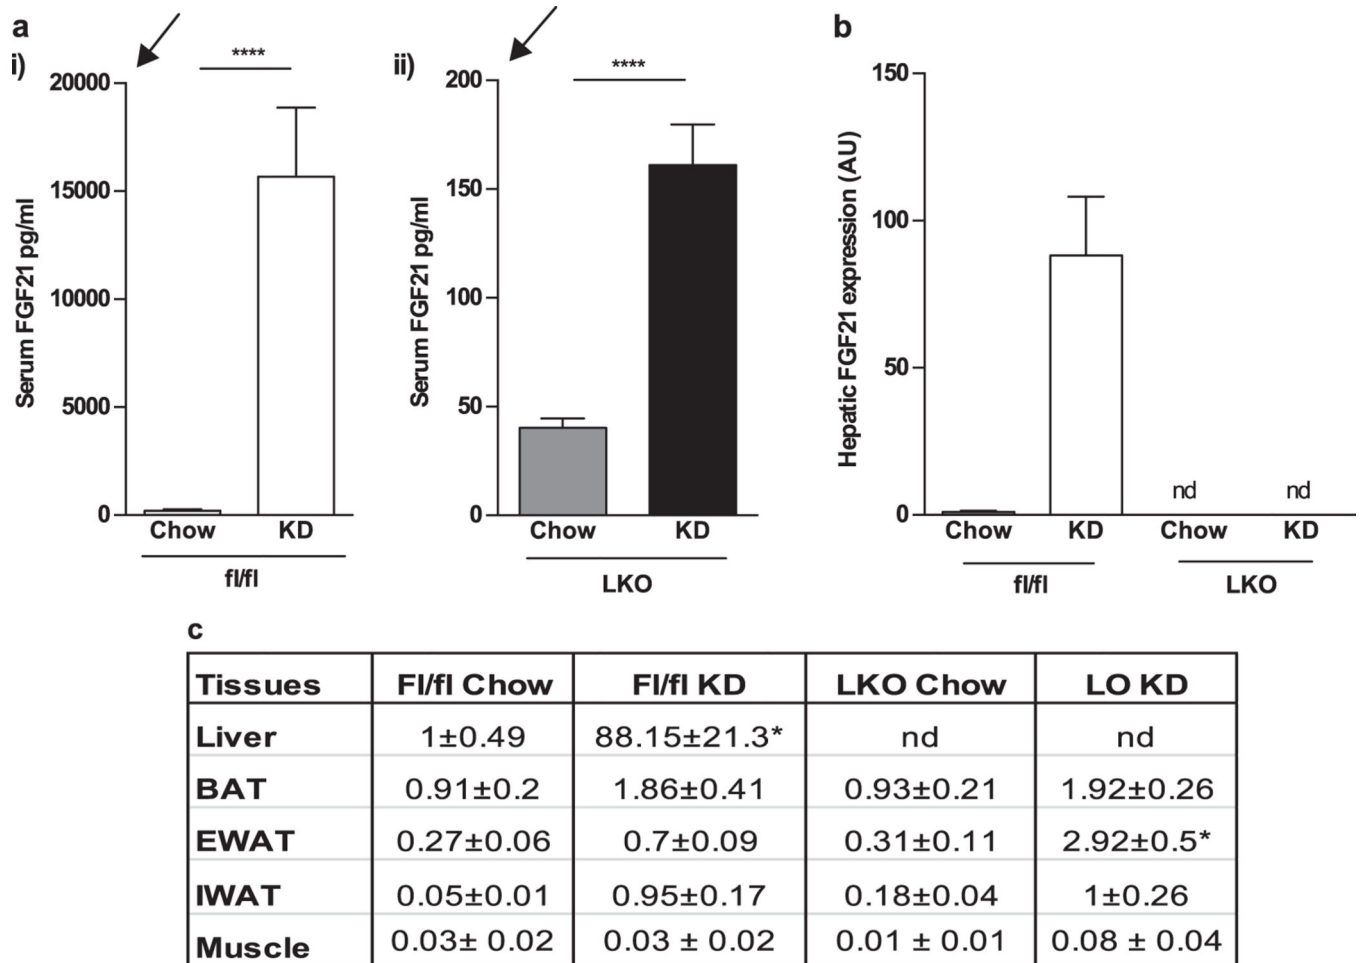 a
i)
****
20000
15000
10000
5000
0
Serum FGF21 pg/ml
Chow KD
fl/fl
ii)
****
200
150
100
50
0
Serum FGF21 pg/ml
Chow KD
LKO
b
150
100
50
0
Hepatic FGF21 expression (AU)
nd nd
Chow KD Chow KD
fl/fl LKO
c
Tissues Fl/fl Chow Fl/fl KD LKO Chow LO KD
Liver 1±0.49 88.15±21.3* nd nd
BAT 0.91±0.2 1.86±0.41 0.93±0.21 1.92±0.26
EWAT 0.27±0.06 0.7±0.09 0.31±0.11 2.92±0.5*
IWAT 0.05±0.01 0.95±0.17 0.18±0.04 1±0.26
Muscle 0.03± 0.02 0.03 ± 0.02 0.01 ± 0.01 0.08 ± 0.04